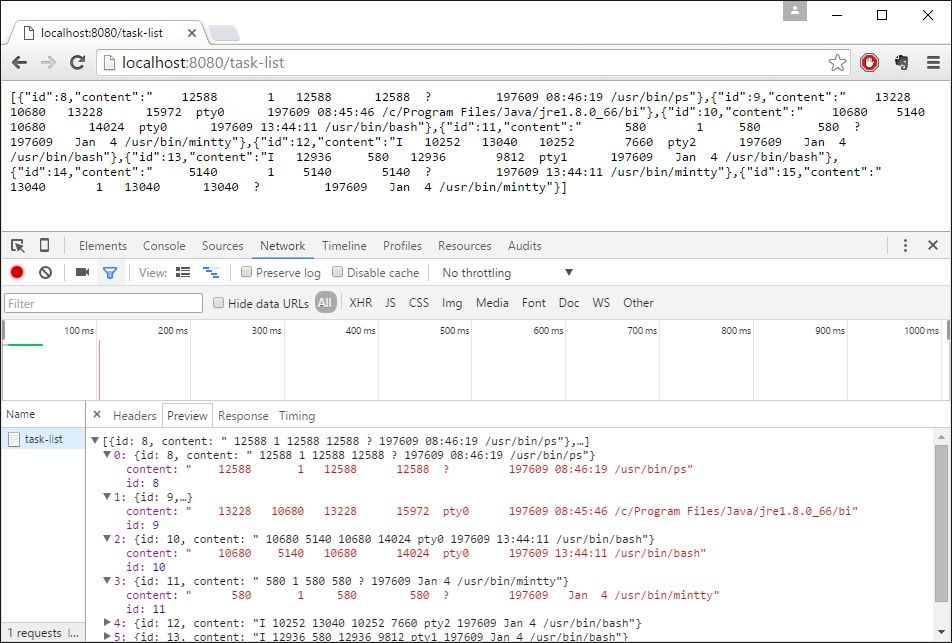 localhost:8080/task-list
localhost:8080/task-list
[{"id":8,"content":"     12588       1   12588      12588  ?         197609 08:46:19 /usr/bin/ps"},{"id":9,"content":"     13228
10680   13228      15972  pty0      197609 08:45:46 /c/Program Files/Java/jre1.8.0_66/bi"},{"id":10,"content":"     10680    5140
10680      14024  pty0      197609 13:44:11 /usr/bin/bash"},{"id":11,"content":"       580       1     580        580  ?
197609   Jan  4 /usr/bin/mintty"},{"id":12,"content":"I   10252   13040   10252       7660  pty2      197609   Jan  4
/usr/bin/bash"},{"id":13,"content":"I   12936     580   12936       9812  pty1      197609   Jan  4 /usr/bin/bash"},
{"id":14,"content":"      5140       1    5140       5140  ?         197609 13:44:11 /usr/bin/mintty"},{"id":15,"content":"
13040       1   13040      13040  ?         197609   Jan  4 /usr/bin/mintty"}]
Elements Console Sources Network Timeline Profiles Resources Audits
View: Preserve log Disable cache No throttling
Filter Hide data URLs All XHR JS CSS Img Media Font Doc WS Other
100 ms 200 ms 300 ms 400 ms 500 ms 600 ms 700 ms 800 ms 900 ms 1000 ms
Name
Headers Preview Response Timing
task-list
[{id: 8, content: " 12588 1 12588 12588 ? 197609 08:46:19 /usr/bin/ps"},…]
0: {id: 8, content: " 12588 1 12588 12588 ? 197609 08:46:19 /usr/bin/ps"}
content: "     12588       1   12588      12588  ?         197609 08:46:19 /usr/bin/ps"
id: 8
1: {id: 9,…}
content: "     13228   10680   13228      15972  pty0      197609 08:45:46 /c/Program Files/Java/jre1.8.0_66/bi"
id: 9
2: {id: 10, content: " 10680 5140 10680 14024 pty0 197609 13:44:11 /usr/bin/bash"}
content: "     10680    5140   10680      14024  pty0      197609 13:44:11 /usr/bin/bash"
id: 10
3: {id: 11, content: " 580 1 580 580 ? 197609 Jan 4 /usr/bin/mintty"}
content: "       580       1     580        580  ?         197609   Jan  4 /usr/bin/mintty"
id: 11
4: {id: 12, content: "I 10252 13040 10252 7660 pty2 197609 Jan 4 /usr/bin/bash"}
5: {id: 13, content: "I 12936 580 12936 9812 pty1 197609 Jan 4 /usr/bin/bash"}
1 requests I...